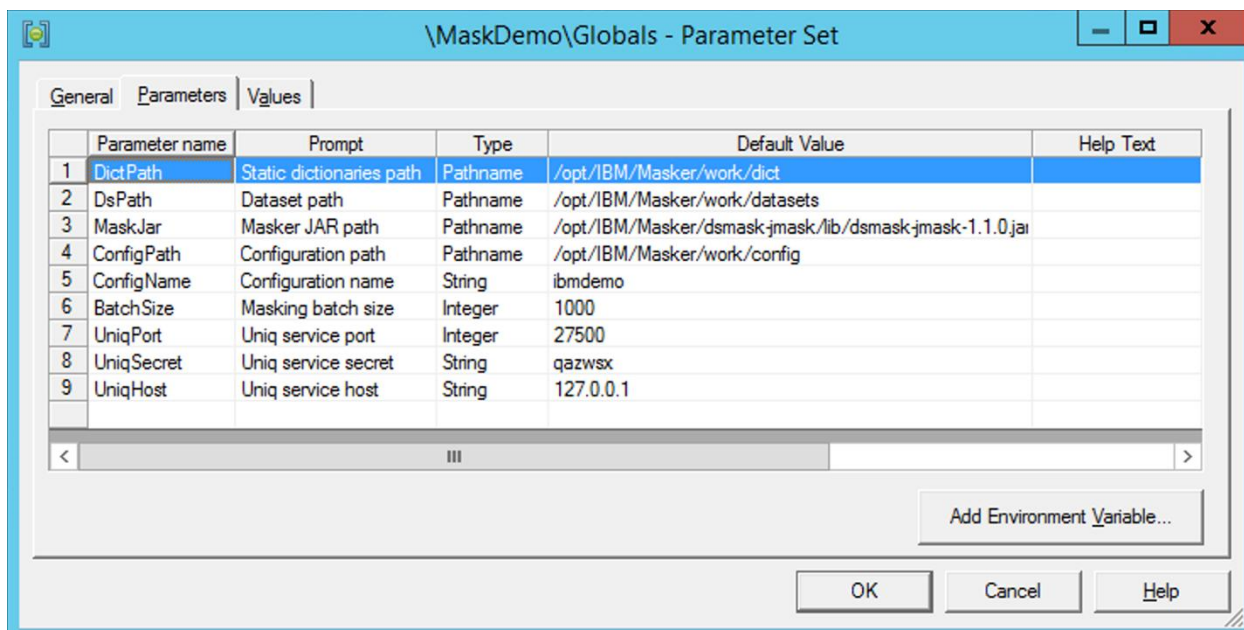 \MaskDemo\Globals - Parameter Set
General Parameters Values
Parameter name Prompt Type Default Value Help Text
1 DictPath Static dictionaries path Pathname /opt/IBM/Masker/work/dict
2 DsPath Dataset path Pathname /opt/IBM/Masker/work/datasets
3 MaskJar Masker JAR path Pathname /opt/IBM/Masker/dsmask-jmask/lib/dsmask-jmask-1.1.0.jar
4 ConfigPath Configuration path Pathname /opt/IBM/Masker/work/config
5 ConfigName Configuration name String ibmdemo
6 BatchSize Masking batch size Integer 1000
7 UniqPort Uniq service port Integer 27500
8 UniqSecret Uniq service secret String qazwsx
9 UniqHost Uniq service host String 127.0.0.1
Add Environment Variable...
OK Cancel Help